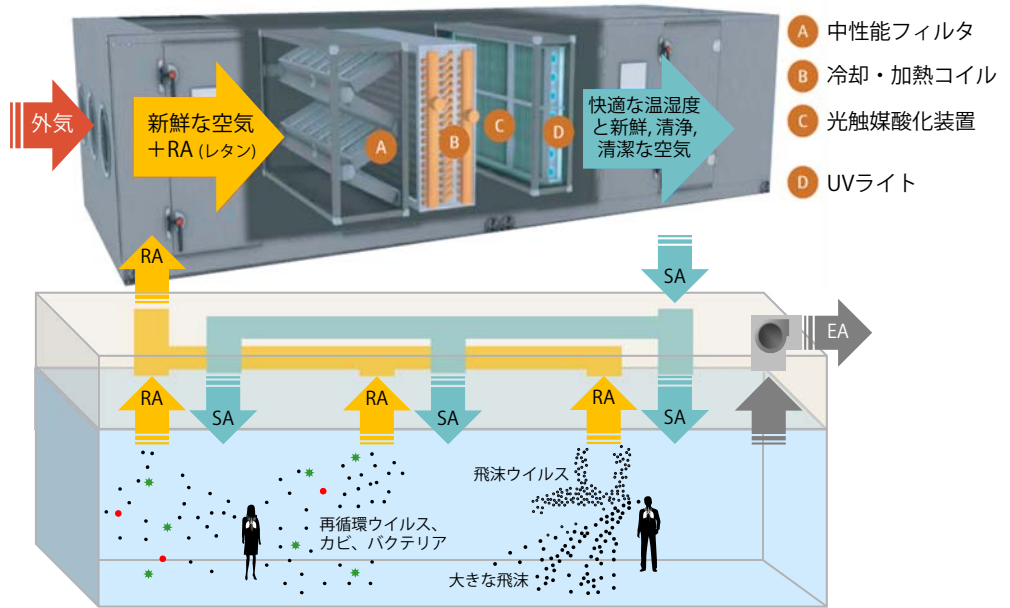 外気
新鮮な空気
＋RA (レタン)
A
B
C
D
快適な温湿度
と新鮮, 清浄,
清潔な空気
A 中性能フィルタ
B 冷却・加熱コイル
C 光触媒酸化装置
D UVライト
RA
SA
EA
RA
SA
RA
SA
RA
SA
飛沫ウイルス
再循環ウイルス、
カビ、バクテリア
大きな飛沫